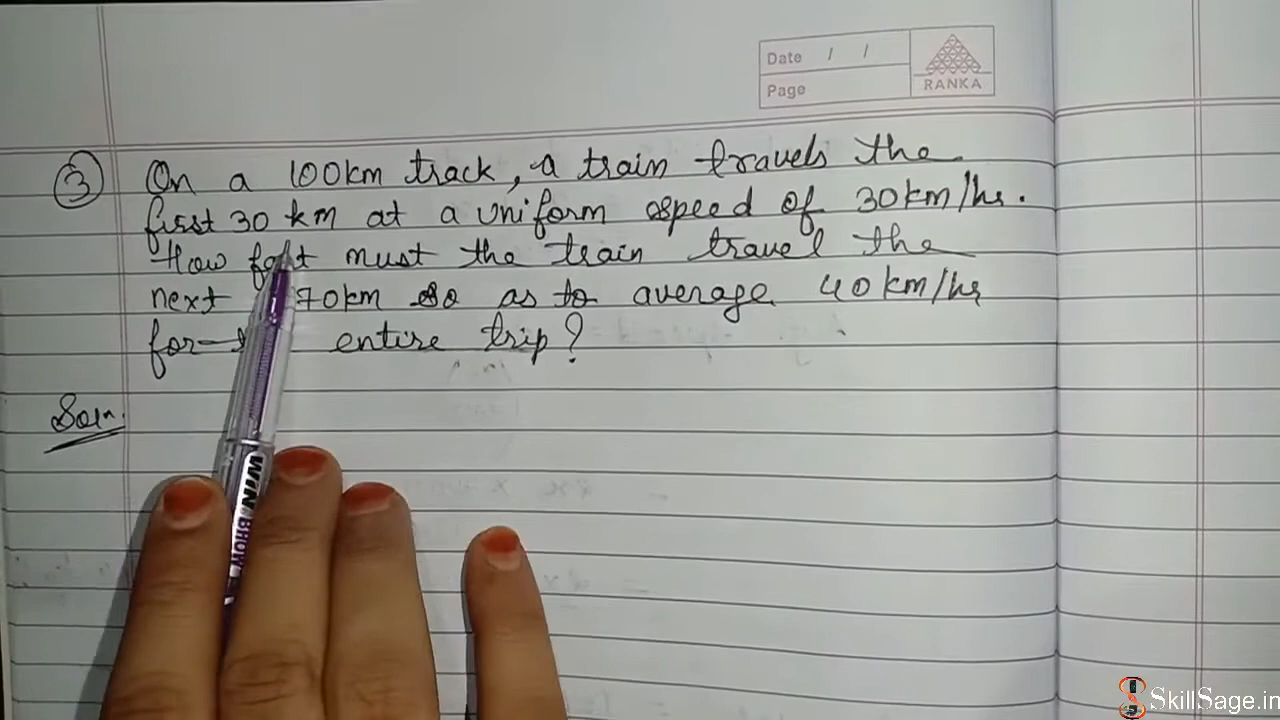 Date / /
Page
RANKA
3 On a 100km track, a train travels the
first 30 km at a uniform speed of 30km/hr.
How fast must the train travel the
next 70km so as to average 40km/hr
for entire trip?
Soln.
WIN
SkillSage.in